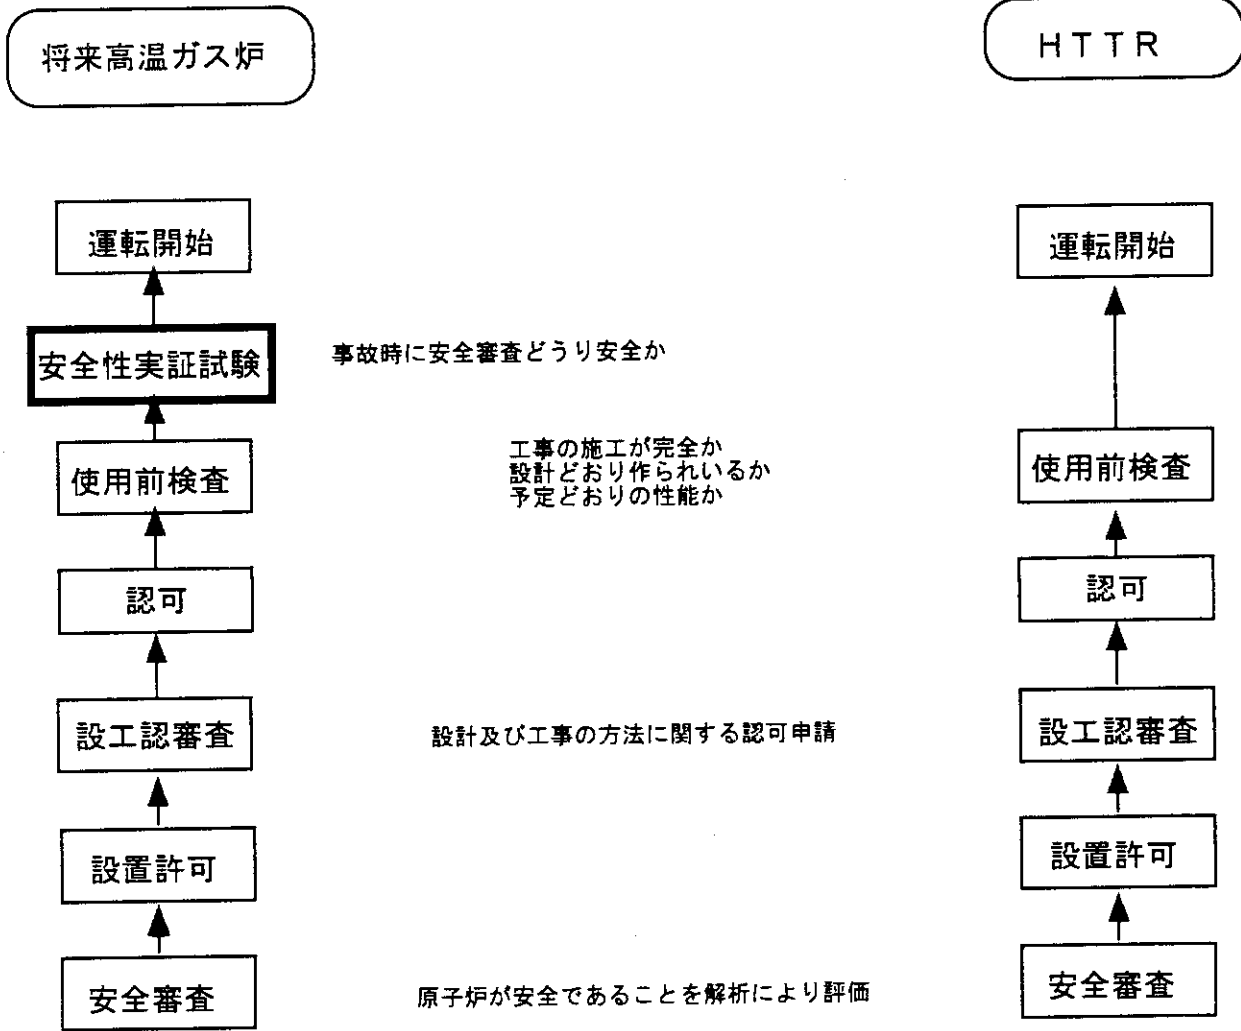 将来高温ガス炉
HTTR
運転開始
運転開始
安全性実証試験
事故時に安全審査どうり安全か
使用前検査
工事の施工が完全か
設計どおり作られいるか
予定どおりの性能か
使用前検査
認可
認可
設工認審査
設計及び工事の方法に関する認可申請
設工認審査
設置許可
設置許可
安全審査
原子炉が安全であることを解析により評価
安全審査